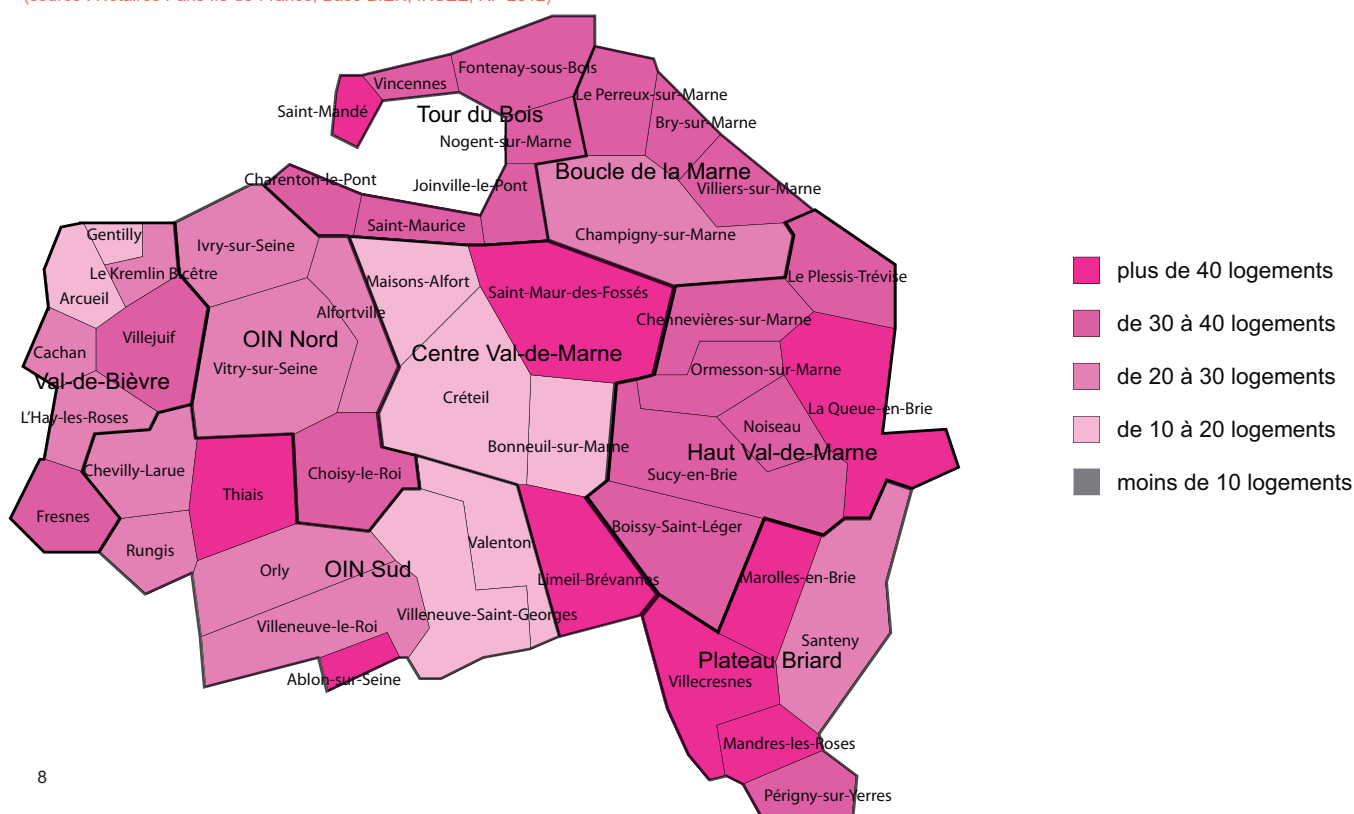 Fontenay-sous-Bois
Vincennes
Saint-Mandé
Tour du Bois
Le Perreux-sur-Marne
Bry-sur-Marne
Nogent-sur-Marne
Boucle de la Marne
Charenton-le-Pont
Joinville-le-Pont
Villiers-sur-Marne
Saint-Maurice
Champigny-sur-Marne
Gentilly
Ivry-sur-Seine
Le Kremlin Bicêtre
Arcueil
Maisons-Alfort
Saint-Maur-des-Fossés
Le Plessis-Trévise
Alfortville
Chennevières-sur-Marne
Villejuif
OIN Nord
Cachan
Centre Val-de-Marne
Vitry-sur-Seine
Ormesson-sur-Marne
Val-de-Bièvre
Créteil
La Queue-en-Brie
L'Hay-les-Roses
Noiseau
Bonneuil-sur-Marne
Haut Val-de-Marne
Chevilly-Larue
Choisy-le-Roi
Sucy-en-Brie
Thiais
Fresnes
Boissy-Saint-Léger
Rungis
Valenton
Orly
OIN Sud
Limeil-Brévannes
Marolles-en-Brie
Villeneuve-Saint-Georges
Villeneuve-le-Roi
Santeny
Plateau Briard
Ablon-sur-Seine
Villecresnes
Mandres-les-Roses
Périgny-sur-Yerres
plus de 40 logements
de 30 à 40 logements
de 20 à 30 logements
de 10 à 20 logements
moins de 10 logements
8